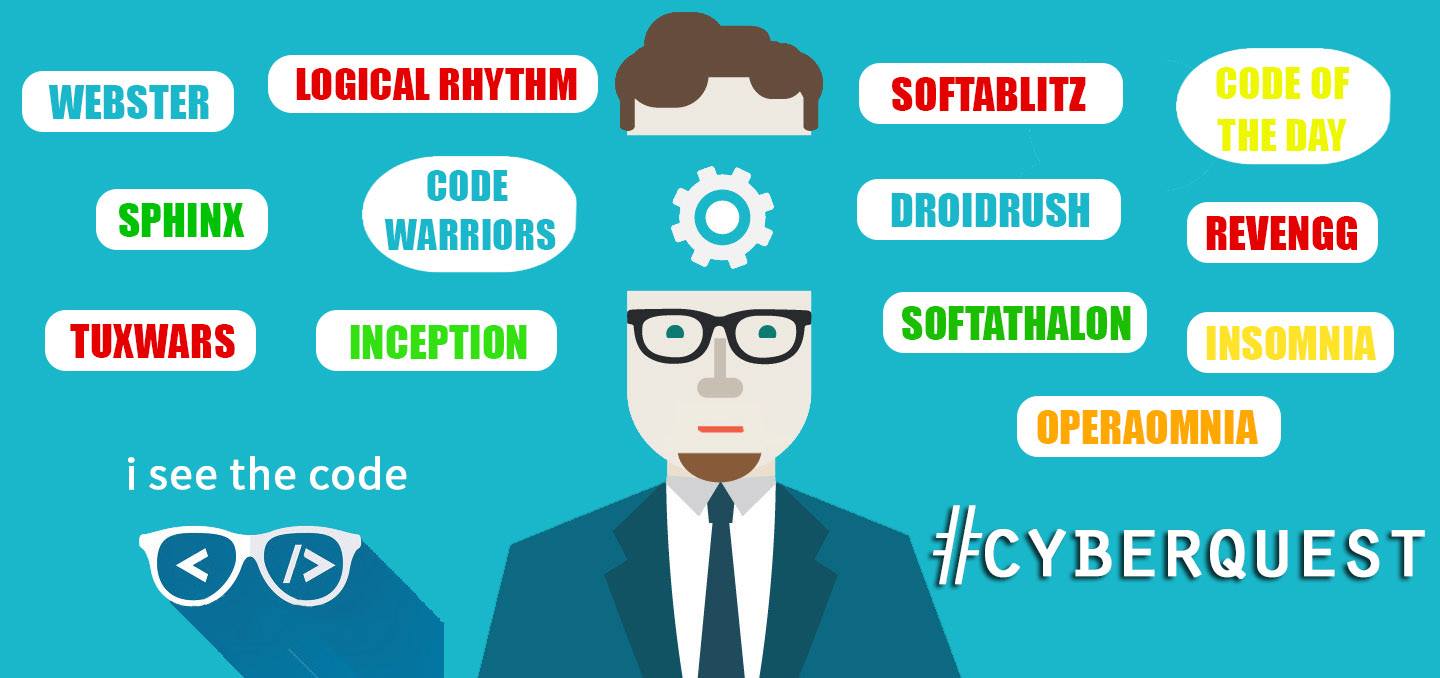 WEBSTER
LOGICAL RHYTHM
SOFTABLITZ
CODE OF
THE DAY
SPHINX
CODE
WARRIORS
DROIDRUSH
REVENGG
TUXWARS
INCEPTION
SOFTATHALON
INSOMNIA
OPERAOMNIA
i see the code
< />
#CYBERQUEST